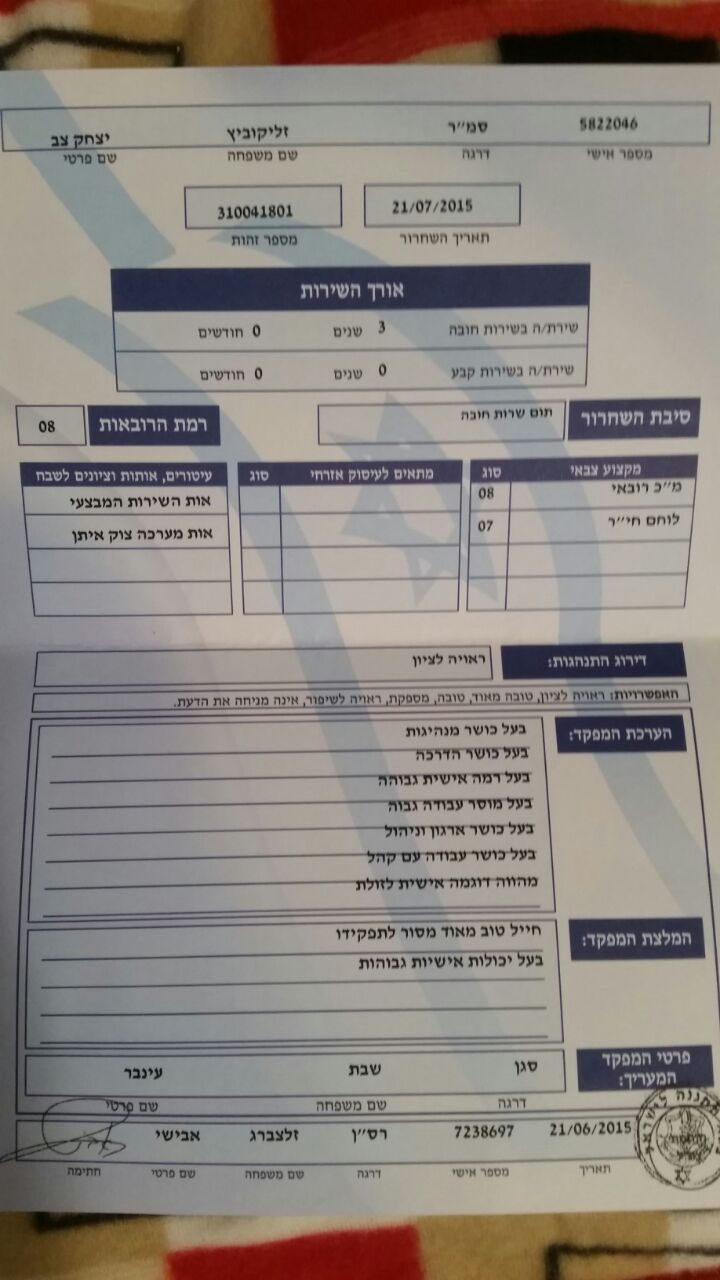 5822046 סמ״ר זליקוביץ יצחק צב
מספר אישי דרגה שם משפחה שם פרטי
21/07/2015 310041801
תאריך השחרור מספר זהות
אורך השירות
שירת/ה בשירות חובה 3 שנים 0 חודשים
שירת/ה בשירות קבע 0 שנים 0 חודשים
סיבת השחרור תום שרות חובה רמת הרובאות 08
מקצוע צבאי סוג מתאים לעיסוק אזרחי סוג עיטורים, אותות וציונים לשבח
מ״כ רובאי 08 אות השירות המבצעי
לוחם חי״ר 07 אות מערכה צוק איתן
דירוג התנהגות: ראויה לציון
האפשרויות: ראויה לציון, טובה מאוד, טובה, מספקת, ראויה לשיפור, אינה מניחה את הדעת.
הערכת המפקד: בעל כושר מנהיגות
בעל כושר הדרכה
בעל רמה אישית גבוהה
בעל מוסר עבודה גבוה
בעל כושר ארגון וניהול
בעל כושר עבודה עם קהל
מהווה דוגמה אישית לזולת
המלצת המפקד: חייל טוב מאוד מסור לתפקידו
בעל יכולות אישיות גבוהות
פרטי המפקד המעריך: סגן שבת עינבר
דרגה שם משפחה שם פרטי
21/06/2015 7238697 רס״ן זלצברג אבישי
תאריך מספר אישי דרגה שם משפחה שם פרטי חתימה